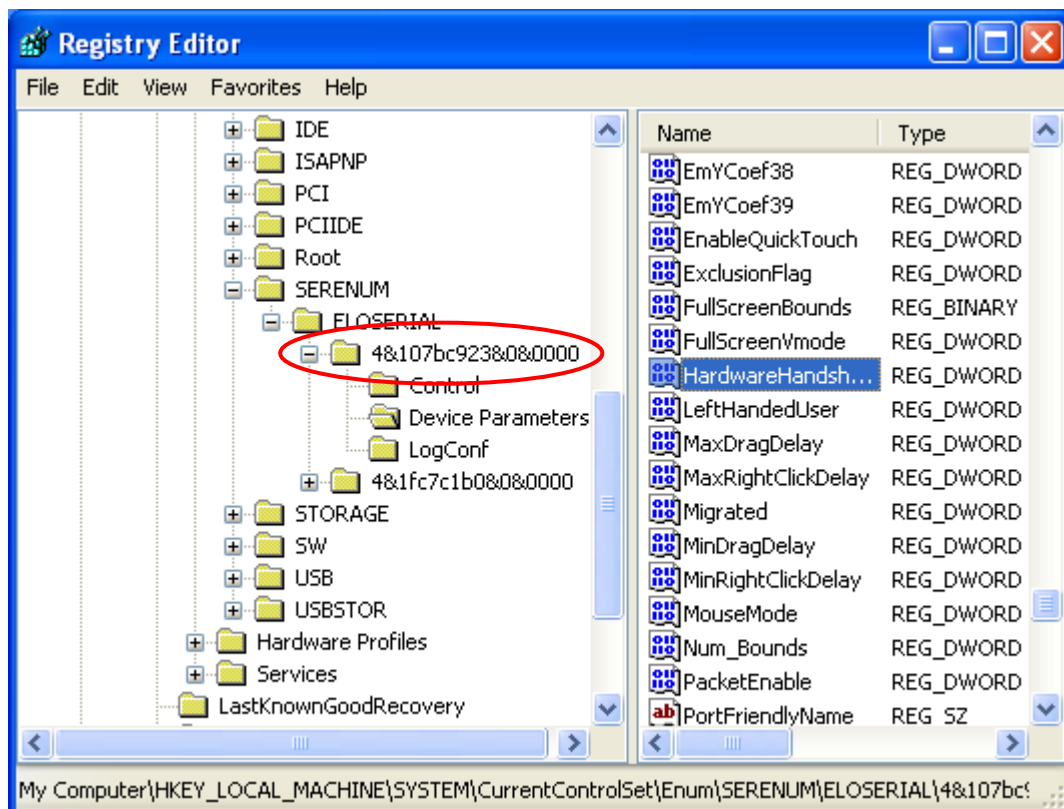 Registry Editor
File Edit View Favorites Help
IDE
ISAPNP
PCI
PCIIDE
Root
SERENUM
ELOSERIAL
4&107bc923&0&0000
Control
Device Parameters
LogConf
4&1fc7c1b0&0&0000
STORAGE
SW
USB
USBSTOR
Hardware Profiles
Services
LastKnownGoodRecovery
Name Type
EmYCoef38 REG_DWORD
EmYCoef39 REG_DWORD
EnableQuickTouch REG_DWORD
ExclusionFlag REG_DWORD
FullScreenBounds REG_BINARY
FullScreenVmode REG_DWORD
HardwareHandsh... REG_DWORD
LeftHandedUser REG_DWORD
MaxDragDelay REG_DWORD
MaxRightClickDelay REG_DWORD
Migrated REG_DWORD
MinDragDelay REG_DWORD
MinRightClickDelay REG_DWORD
MouseMode REG_DWORD
Num_Bounds REG_DWORD
PacketEnable REG_DWORD
PortFriendlyName REG_SZ
My Computer\HKEY_LOCAL_MACHINE\SYSTEM\CurrentControlSet\Enum\SERENUM\ELOSERIAL\4&107bc9